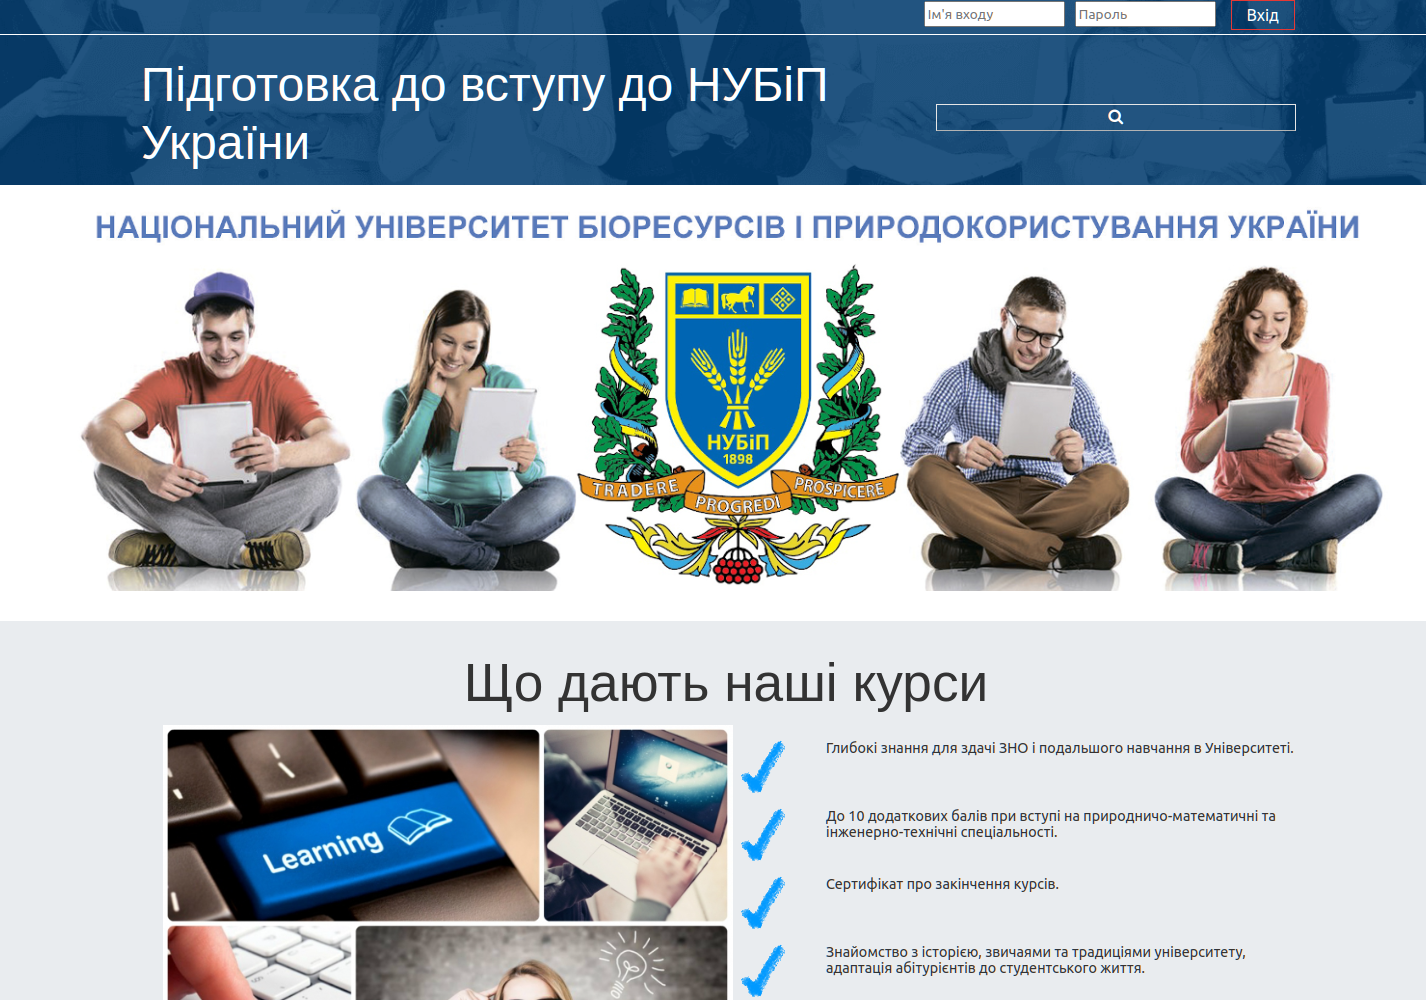 Ім'я входу Пароль Вхід
Підготовка до вступу до НУБіП
України
НАЦІОНАЛЬНИЙ УНІВЕРСИТЕТ БІОРЕСУРСІВ І ПРИРОДОКОРИСТУВАННЯ УКРАЇНИ
НУБіП
1898
TRADERE PROGREDI PROSPICERE
Що дають наші курси
Learning
Глибокі знання для здачі ЗНО і подальшого навчання в Університеті.
До 10 додаткових балів при вступі на природничо-математичні та
інженерно-технічні спеціальності.
Сертифікат про закінчення курсів.
Знайомство з історією, звичаями та традиціями університету,
адаптація абітурієнтів до студентського життя.